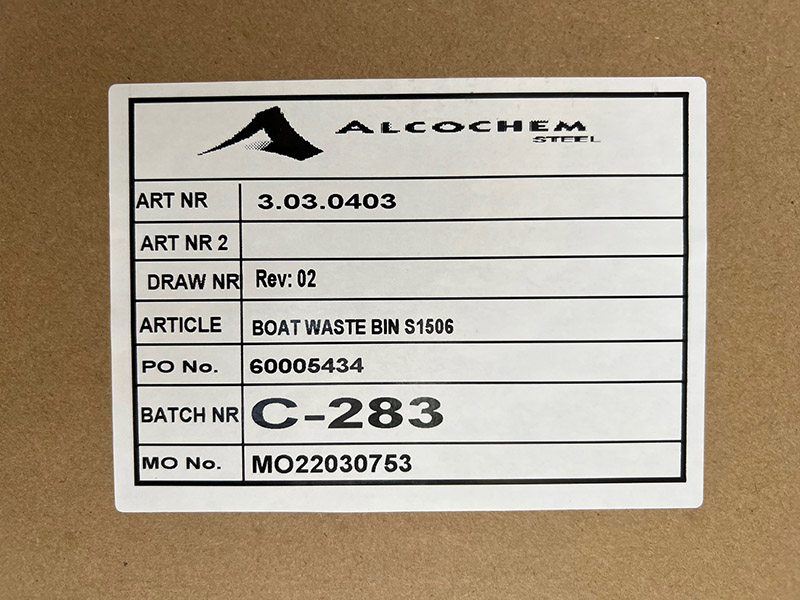 ALCOCHEM
STEEL
ART NR 3.03.0403
ART NR 2
DRAW NR Rev: 02
ARTICLE BOAT WASTE BIN S1506
PO No. 60005434
BATCH NR C-283
MO No. MO22030753